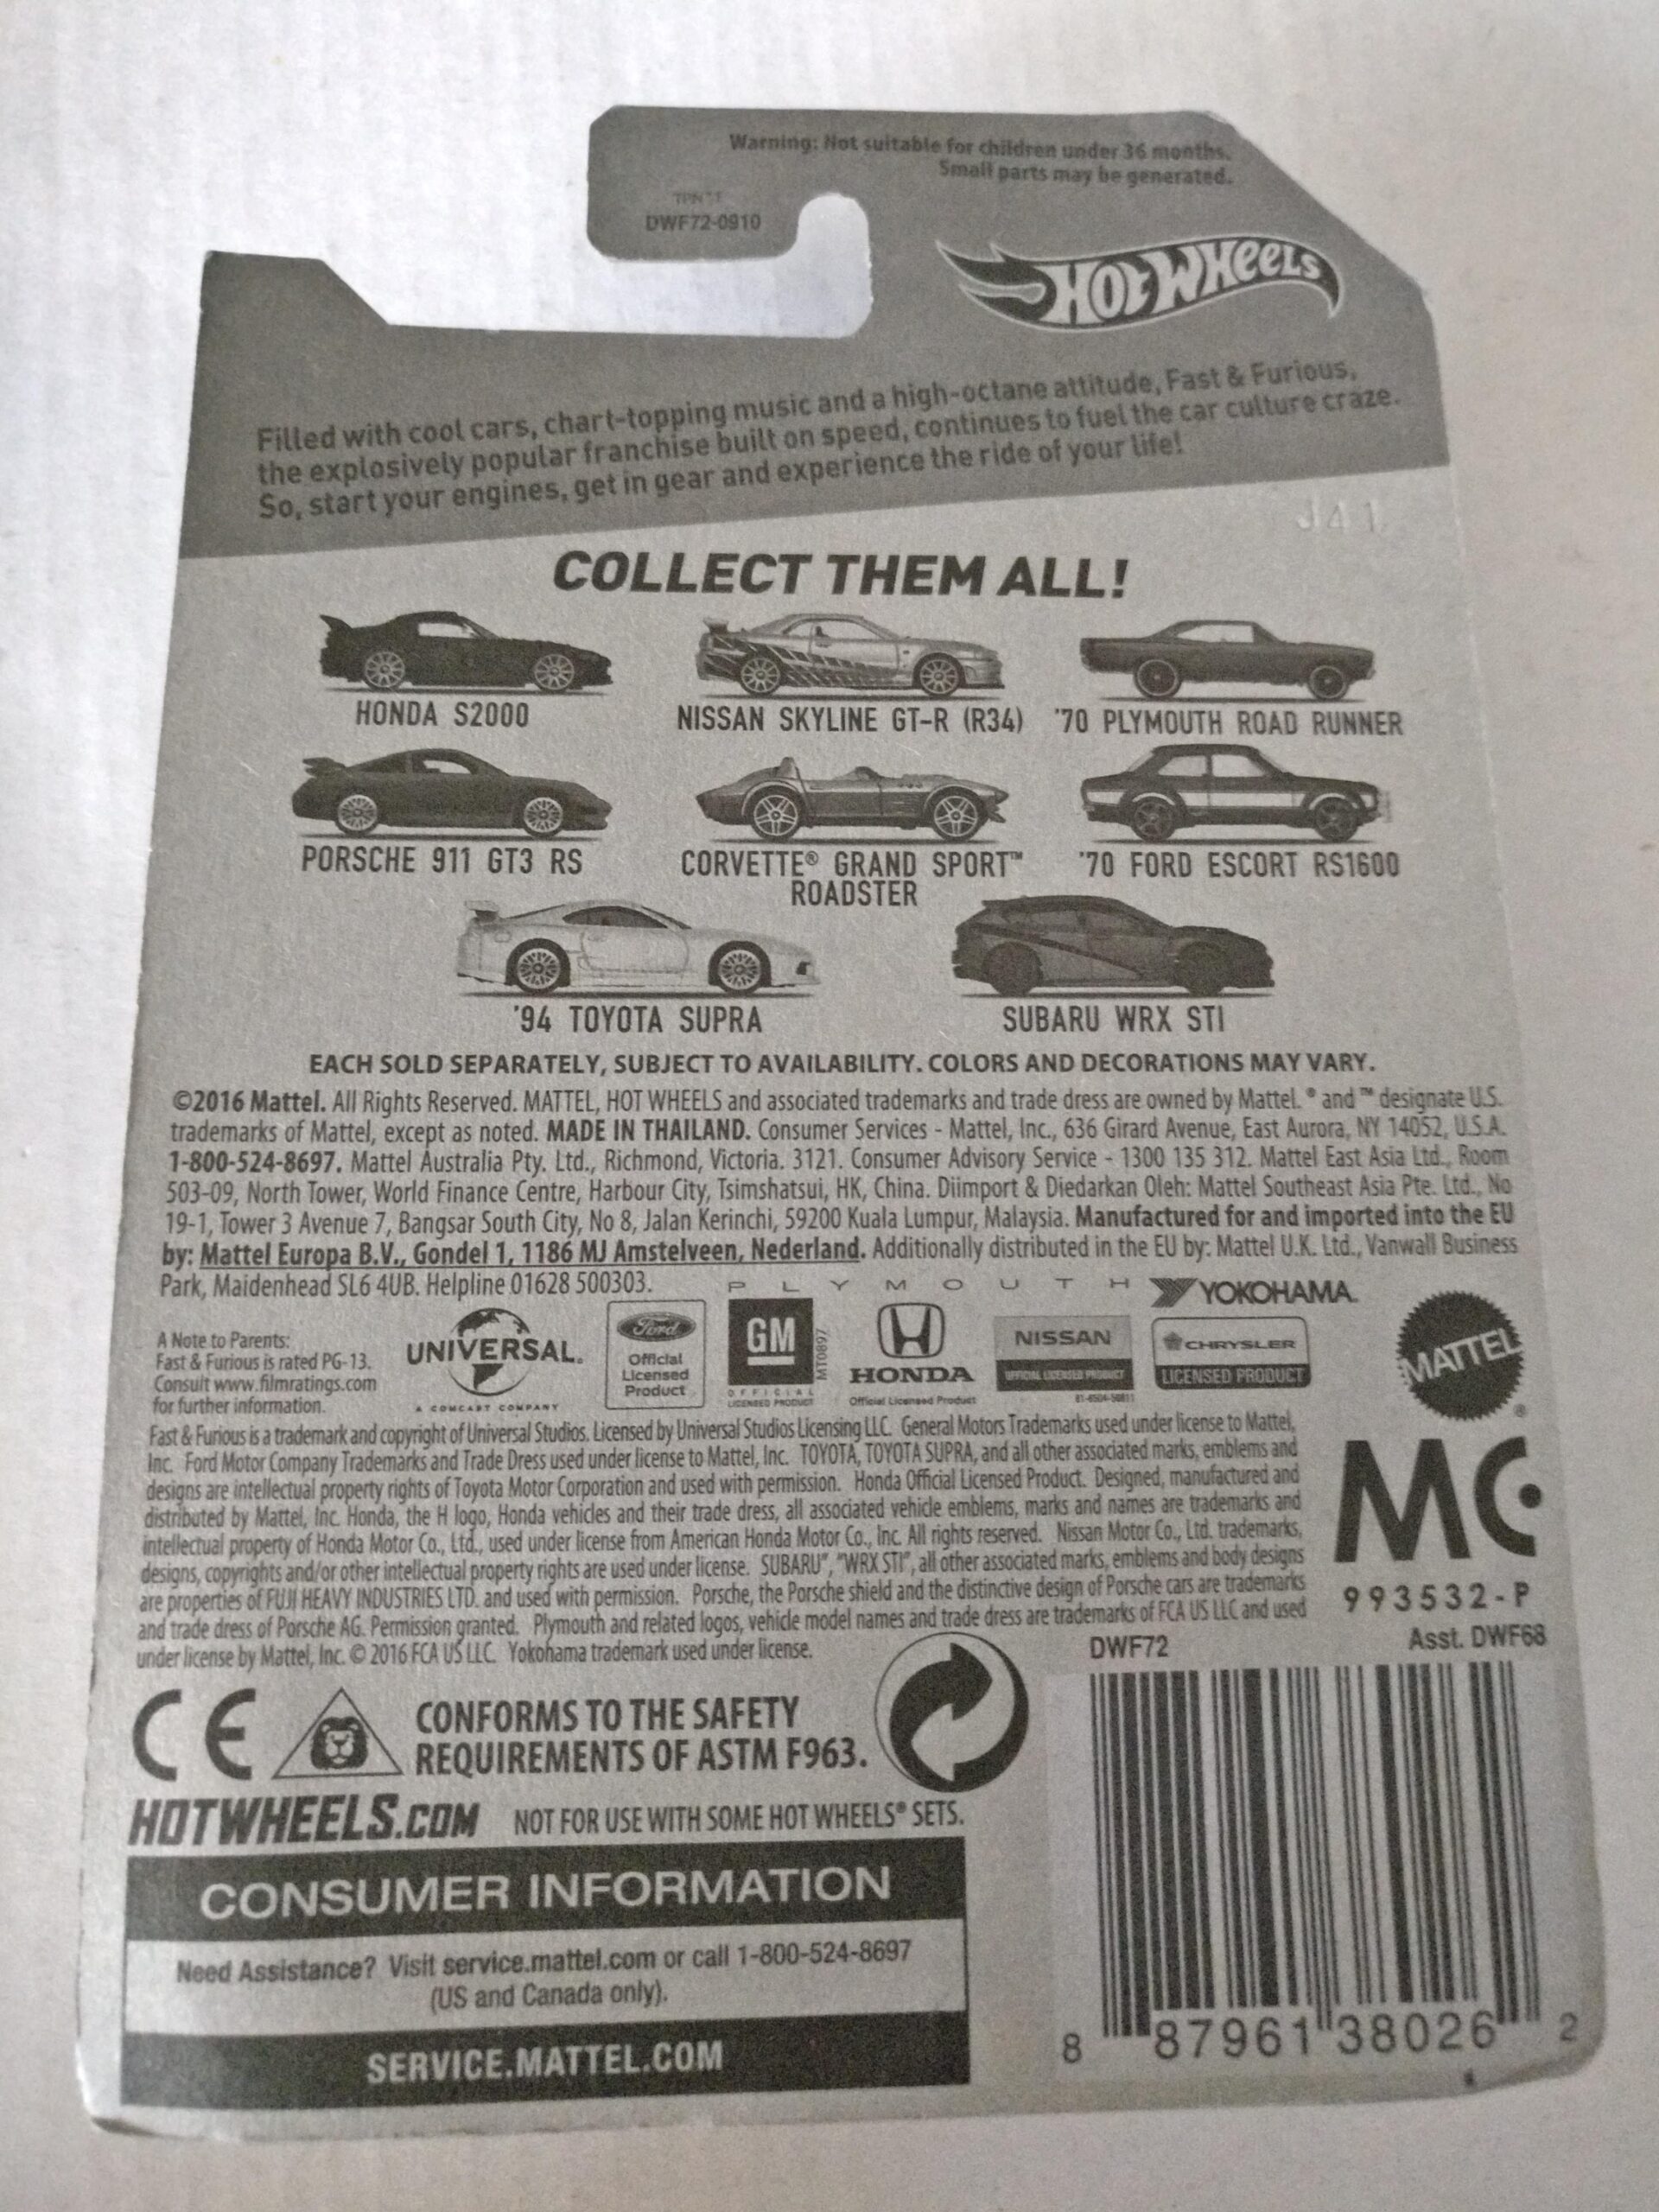 Warning: Not suitable for children under 36 months.
Small parts may be generated.
DWF72-0910
HOT WHEELS
Filled with cool cars, chart-topping music and a high-octane attitude, Fast & Furious,
the explosively popular franchise built on speed, continues to fuel the car culture craze.
So, start your engines, get in gear and experience the ride of your life!
J41
COLLECT THEM ALL!
HONDA S2000
NISSAN SKYLINE GT-R (R34)
'70 PLYMOUTH ROAD RUNNER
PORSCHE 911 GT3 RS
CORVETTE® GRAND SPORT™
ROADSTER
'70 FORD ESCORT RS1600
'94 TOYOTA SUPRA
SUBARU WRX STI
EACH SOLD SEPARATELY, SUBJECT TO AVAILABILITY. COLORS AND DECORATIONS MAY VARY.
©2016 Mattel. All Rights Reserved. MATTEL, HOT WHEELS and associated trademarks and trade dress are owned by Mattel. ® and ™ designate U.S.
trademarks of Mattel, except as noted. MADE IN THAILAND. Consumer Services - Mattel, Inc., 636 Girard Avenue, East Aurora, NY 14052, U.S.A.
1-800-524-8697. Mattel Australia Pty. Ltd., Richmond, Victoria. 3121. Consumer Advisory Service - 1300 135 312. Mattel East Asia Ltd., Room
503-09, North Tower, World Finance Centre, Harbour City, Tsimshatsui, HK, China. Diimport & Diedarkan Oleh: Mattel Southeast Asia Pte. Ltd., No
19-1, Tower 3 Avenue 7, Bangsar South City, No 8, Jalan Kerinchi, 59200 Kuala Lumpur, Malaysia. Manufactured for and imported into the EU
by: Mattel Europa B.V., Gondel 1, 1186 MJ Amstelveen, Nederland. Additionally distributed in the EU by: Mattel U.K. Ltd., Vanwall Business
Park, Maidenhead SL6 4UB. Helpline 01628 500303.
PLYMOUTH
YOKOHAMA
A Note to Parents:
Fast & Furious is rated PG-13.
Consult www.filmratings.com
for further information.
UNIVERSAL.
A COMCAST COMPANY
Ford
Official
Licensed
Product
GM
OFFICIAL
LICENSED PRODUCT
MT0897
HONDA
Official Licensed Product
NISSAN
OFFICIAL LICENSED PRODUCT
CHRYSLER
LICENSED PRODUCT
MATTEL
®
Fast & Furious is a trademark and copyright of Universal Studios. Licensed by Universal Studios Licensing LLC. General Motors Trademarks used under license to Mattel,
Inc. Ford Motor Company Trademarks and Trade Dress used under license to Mattel, Inc. TOYOTA, TOYOTA SUPRA, and all other associated marks, emblems and
designs are intellectual property rights of Toyota Motor Corporation and used with permission. Honda Official Licensed Product. Designed, manufactured and
distributed by Mattel, Inc. Honda, the H logo, Honda vehicles and their trade dress, all associated vehicle emblems, marks and names are trademarks and
intellectual property of Honda Motor Co., Ltd., used under license from American Honda Motor Co., Inc. All rights reserved. Nissan Motor Co., Ltd. trademarks,
designs, copyrights and/or other intellectual property rights are used under license. SUBARU", "WRX STI", all other associated marks, emblems and body designs
are properties of FUJI HEAVY INDUSTRIES LTD. and used with permission. Porsche, the Porsche shield and the distinctive design of Porsche cars are trademarks
and trade dress of Porsche AG. Permission granted. Plymouth and related logos, vehicle model names and trade dress are trademarks of FCA US LLC and used
under license by Mattel, Inc. © 2016 FCA US LLC. Yokohama trademark used under license.
MC
993532-P
DWF72
Asst. DWF68
CE
CONFORMS TO THE SAFETY
REQUIREMENTS OF ASTM F963.
HOTWHEELS.COM
NOT FOR USE WITH SOME HOT WHEELS® SETS.
CONSUMER INFORMATION
Need Assistance? Visit service.mattel.com or call 1-800-524-8697
(US and Canada only).
SERVICE.MATTEL.COM
8 87961 38026 2